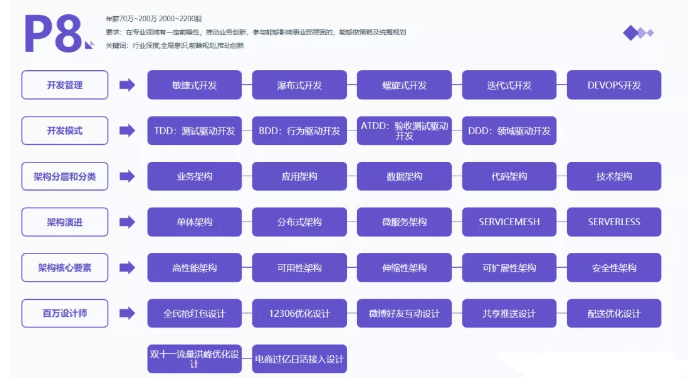 P8
年薪70万~200万 2000~2200股
要求：在专业领域有一定前瞻性，推动业务创新，参与能够影响事业部层面的、能够做策略及统筹规划
关键词：行业深度,全局意识,前瞻规划,推动创新
开发管理
敏捷式开发
瀑布式开发
螺旋式开发
迭代式开发
DEVOPS开发
开发模式
TDD：测试驱动开发
BDD：行为驱动开发
ATDD：验收测试驱动
开发
DDD：领域驱动开发
架构分层和分类
业务架构
应用架构
数据架构
代码架构
技术架构
架构演进
单体架构
分布式架构
微服务架构
SERVICEMESH
SERVERLESS
架构核心要素
高性能架构
可用性架构
伸缩性架构
可扩展性架构
安全性架构
百万设计师
全民抢红包设计
12306优化设计
微博好友互动设计
共享推送设计
配送优化设计
双十一流量洪峰优化设
计
电商过亿日活接入设计